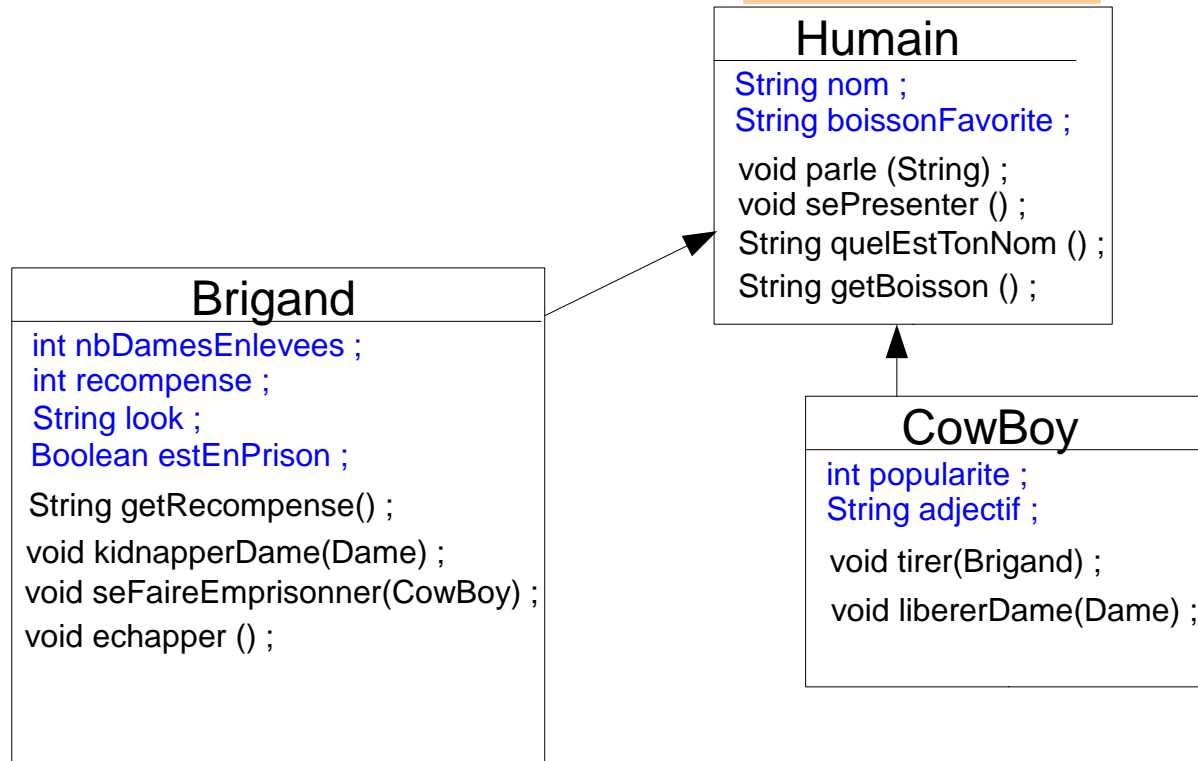 Humain
String nom ;
String boissonFavorite ;
void parle (String) ;
void sePresenter () ;
String quelEstTonNom () ;
String getBoisson () ;
Brigand
int nbDamesEnlevees ;
int recompense ;
String look ;
Boolean estEnPrison ;
String getRecompense() ;
void kidnapperDame(Dame) ;
void seFaireEmprisonner(CowBoy) ;
void echapper () ;
CowBoy
int popularite ;
String adjectif ;
void tirer(Brigand) ;
void libererDame(Dame) ;